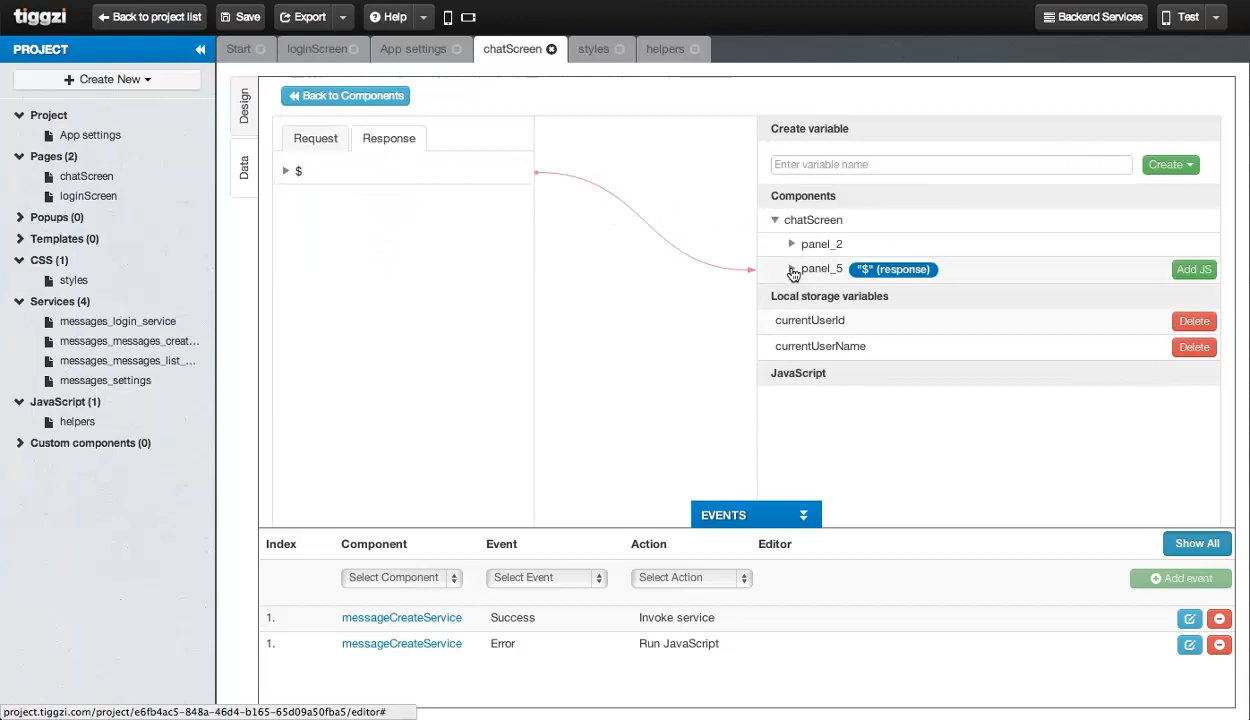 tiggzi
Back to project list
Save
Export
Help
Backend Services
Test
PROJECT
Start
loginScreen
App settings
chatScreen
styles
helpers
Create New
Project
App settings
Pages (2)
chatScreen
loginScreen
Popups (0)
Templates (0)
CSS (1)
styles
Services (4)
messages_login_service
messages_messages_creat...
messages_messages_list_...
messages_settings
JavaScript (1)
helpers
Custom components (0)
Design
Data
Back to Components
Request
Response
$
Create variable
Enter variable name
Create
Components
chatScreen
panel_2
panel_5
"$" (response)
Add JS
Local storage variables
currentUserId
Delete
currentUserName
Delete
JavaScript
EVENTS
Index
Component
Event
Action
Editor
Show All
Select Component
Select Event
Select Action
Add event
1.
messageCreateService
Success
Invoke service
1.
messageCreateService
Error
Run JavaScript
project.tiggzi.com/project/e6fb4ac5-848a-46d4-b165-65d09a50fba5/editor#